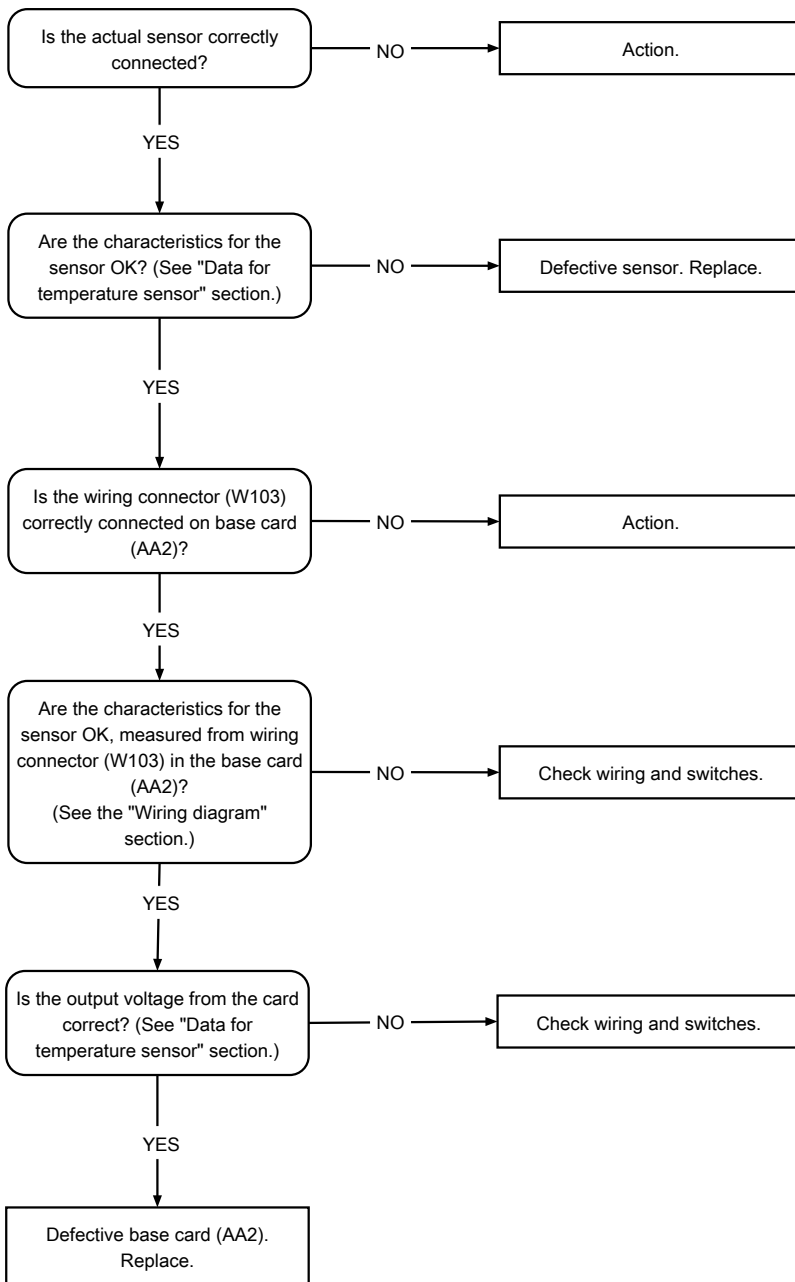 Is the actual sensor correctly
connected?
NO
Action.
YES
Are the characteristics for the
sensor OK? (See "Data for
temperature sensor" section.)
NO
Defective sensor. Replace.
YES
Is the wiring connector (W103)
correctly connected on base card
(AA2)?
NO
Action.
YES
Are the characteristics for the
sensor OK, measured from wiring
connector (W103) in the base card
(AA2)?
(See the "Wiring diagram"
section.)
NO
Check wiring and switches.
YES
Is the output voltage from the card
correct? (See "Data for
temperature sensor" section.)
NO
Check wiring and switches.
YES
Defective base card (AA2).
Replace.